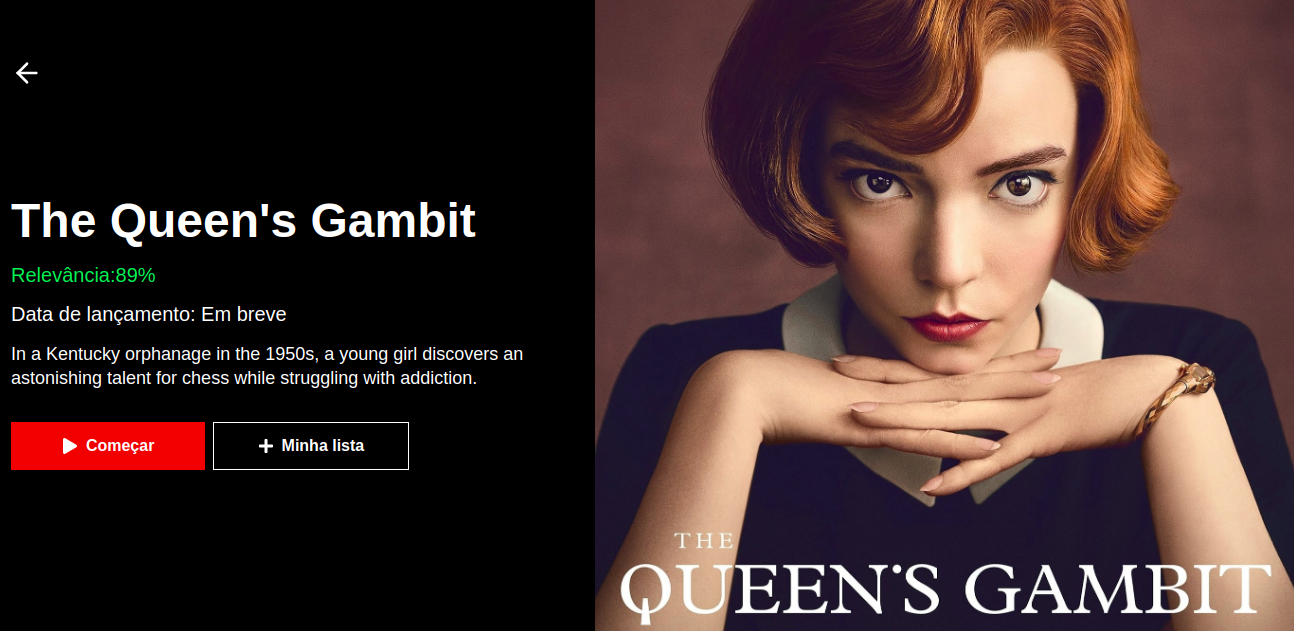 The Queen's Gambit
Relevância:89%
Data de lançamento: Em breve
In a Kentucky orphanage in the 1950s, a young girl discovers an
astonishing talent for chess while struggling with addiction.
Começar
Minha lista
THE
QUEEN'S GAMBIT